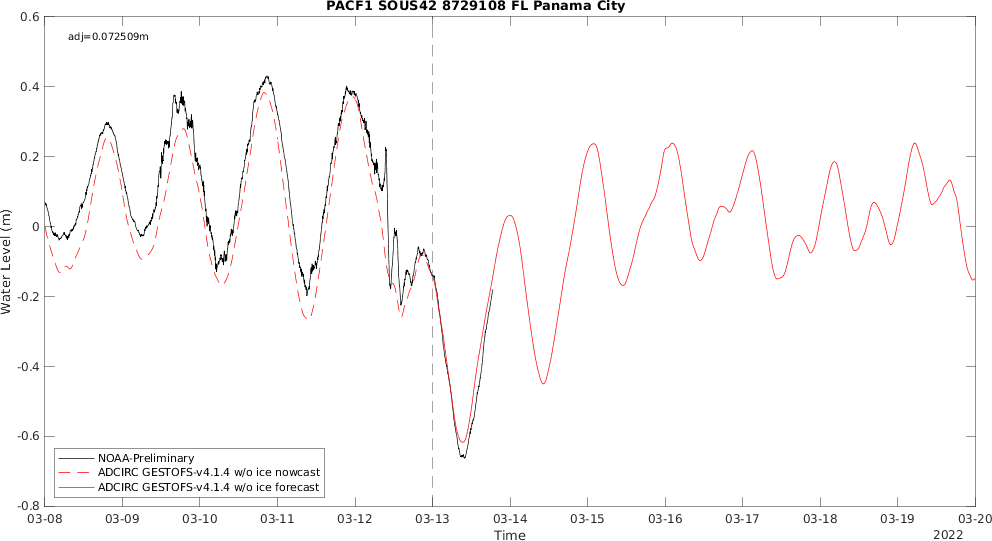 PACF1 SOUS42 8729108 FL Panama City
adj=0.072509m
0.6
0.4
0.2
0
-0.2
-0.4
-0.6
-0.8
Water Level (m)
NOAA-Preliminary
ADCIRC GESTOFS-v4.1.4 w/o ice nowcast
ADCIRC GESTOFS-v4.1.4 w/o ice forecast
03-08 03-09 03-10 03-11 03-12 03-13 03-14 03-15 03-16 03-17 03-18 03-19 03-20
Time
2022